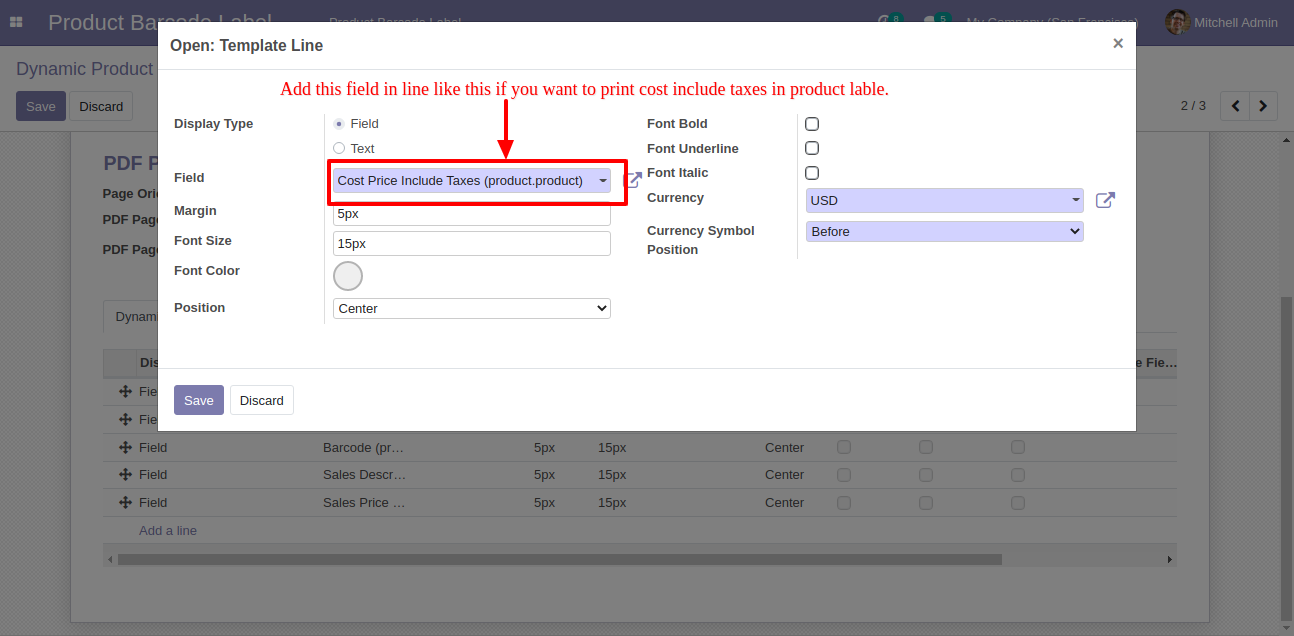 Product Barcode Label
Product Barcode Label
8
5
My Company (San Francisco)
Mitchell Admin
Open: Template Line
×
Dynamic Product
Save
Discard
2 / 3
Add this field in line like this if you want to print cost include taxes in product lable.
Display Type
Field
Text
Field
Cost Price Include Taxes (product.product)
Margin
5px
Font Size
15px
Font Color
Position
Center
Font Bold
Font Underline
Font Italic
Currency
USD
Currency Symbol
Position
Before
Save
Discard
PDF P
Page Orie
PDF Page
PDF Page
Dynami
Dis
e Fie...
Fie
Fie
Field Barcode (pr... 5px 15px Center
Field Sales Descr... 5px 15px Center
Field Sales Price ... 5px 15px Center
Add a line